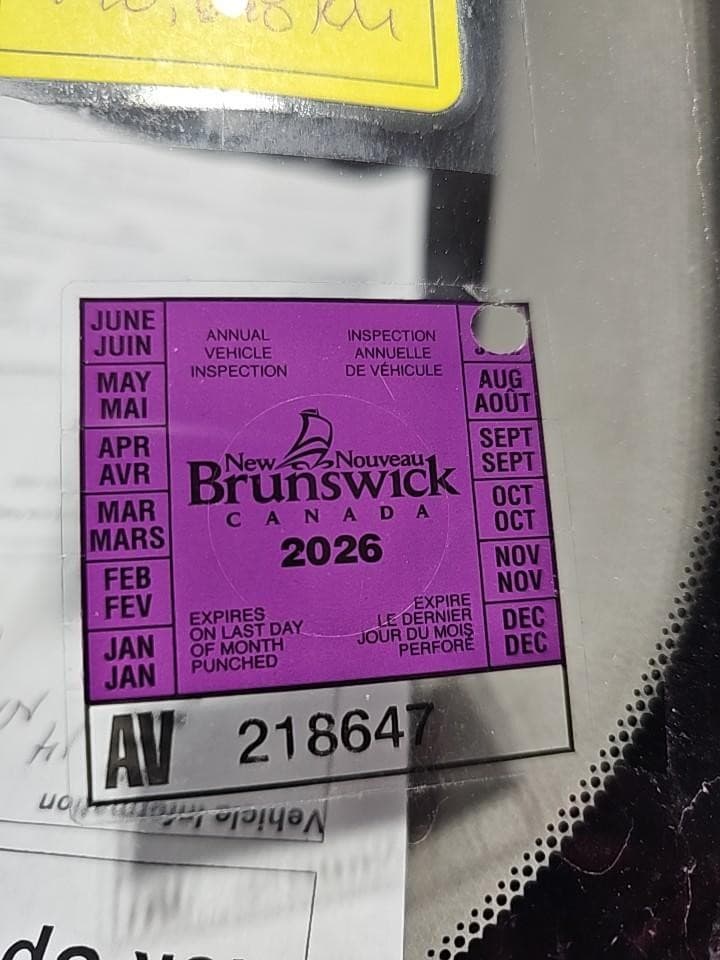 JUNE
JUIN
MAY
MAI
APR
AVR
MAR
MARS
FEB
FEV
JAN
JAN
ANNUAL
VEHICLE
INSPECTION
INSPECTION
ANNUELLE
DE VÉHICULE
New Nouveau
Brunswick
CANADA
2026
EXPIRES
ON LAST DAY
OF MONTH
PUNCHED
EXPIRE
LE DERNIER
JOUR DU MOIS
PERFORÉ
AUG
AOÛT
SEPT
SEPT
OCT
OCT
NOV
NOV
DEC
DEC
AV 218647
Vehicle Information